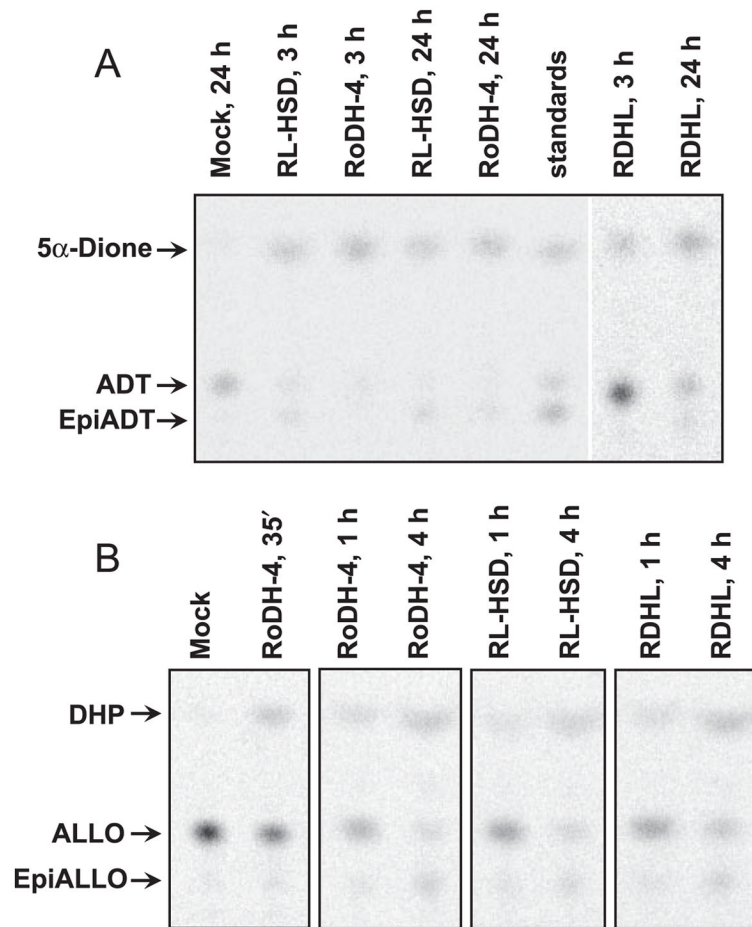 A
Mock, 24 h
RL-HSD, 3 h
RoDH-4, 3 h
RL-HSD, 24 h
RoDH-4, 24 h
standards
RDHL, 3 h
RDHL, 24 h
5α-Dione
ADT
EpiADT
B
Mock
RoDH-4, 35′
RoDH-4, 1 h
RoDH-4, 4 h
RL-HSD, 1 h
RL-HSD, 4 h
RDHL, 1 h
RDHL, 4 h
DHP
ALLO
EpiALLO